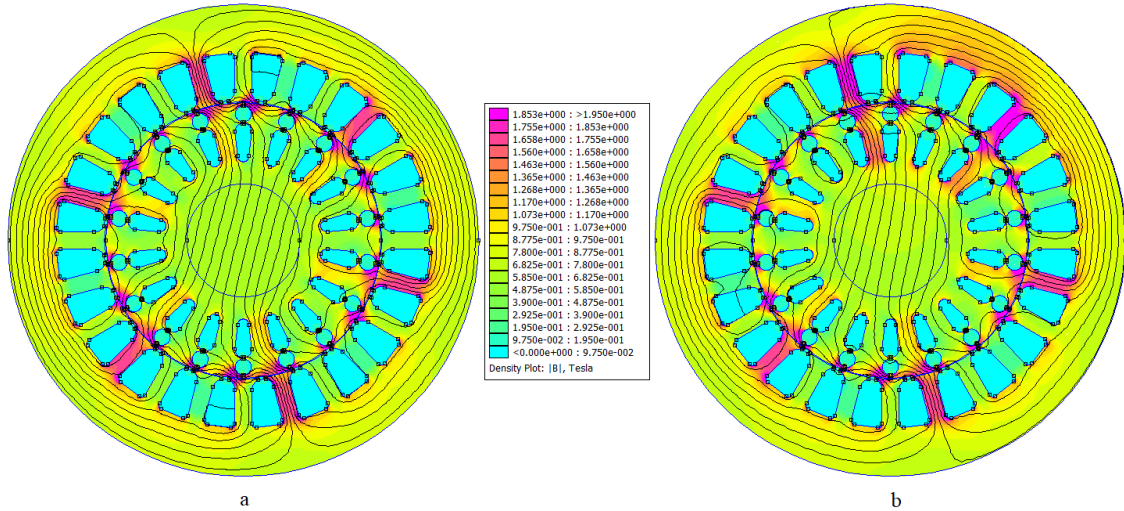 1.853e+000 : >1.950e+000
1.755e+000 : 1.853e+000
1.658e+000 : 1.755e+000
1.560e+000 : 1.658e+000
1.463e+000 : 1.560e+000
1.365e+000 : 1.463e+000
1.268e+000 : 1.365e+000
1.170e+000 : 1.268e+000
1.073e+000 : 1.170e+000
9.750e-001 : 1.073e+000
8.775e-001 : 9.750e-001
7.800e-001 : 8.775e-001
6.825e-001 : 7.800e-001
5.850e-001 : 6.825e-001
4.875e-001 : 5.850e-001
3.900e-001 : 4.875e-001
2.925e-001 : 3.900e-001
1.950e-001 : 2.925e-001
9.750e-002 : 1.950e-001
<0.000e+000 : 9.750e-002
Density Plot: |B|, Tesla
a
b